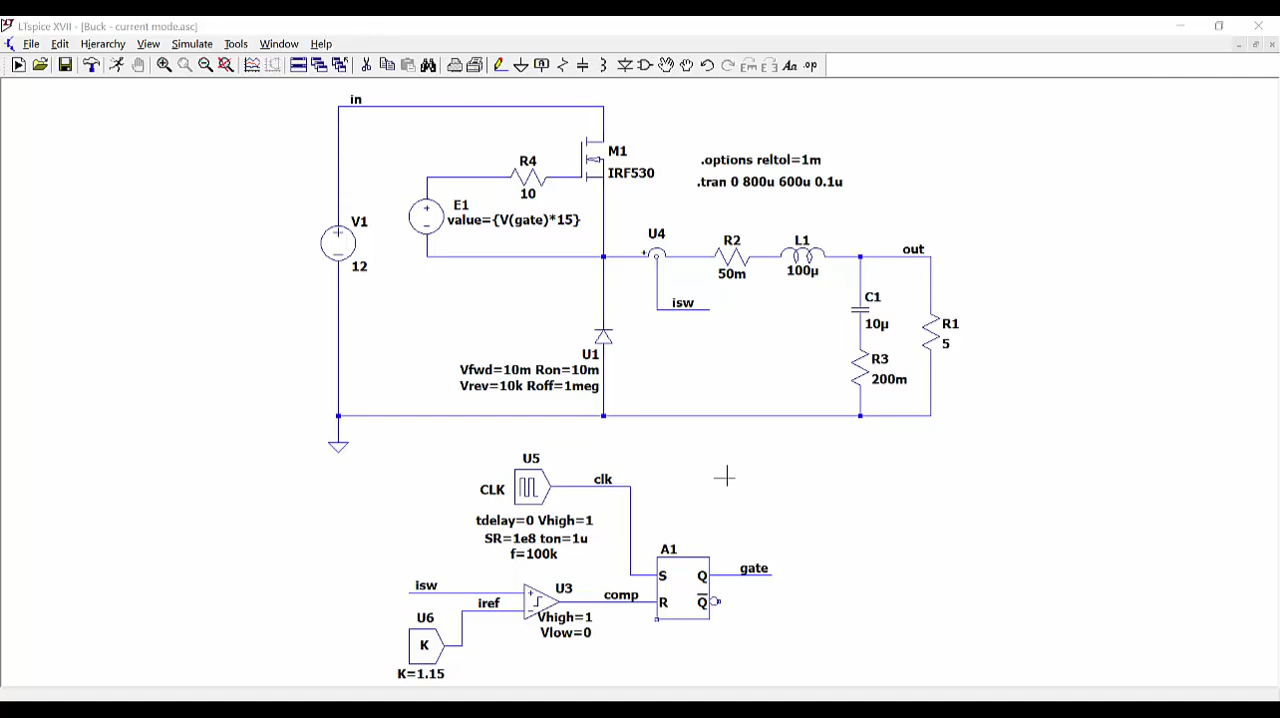 LTspice XVII - [Buck - current mode.asc]
File Edit Hierarchy View Simulate Tools Window Help
Aa .op
in
M1
IRF530
R4
10
E1
value={V(gate)*15}
V1
12
.options reltol=1m
.tran 0 800u 600u 0.1u
U4
R2
50m
L1
100µ
out
isw
C1
10µ
R1
5
R3
200m
U1
Vfwd=10m Ron=10m
Vrev=10k Roff=1meg
U5
CLK
clk
tdelay=0 Vhigh=1
SR=1e8 ton=1u
f=100k
A1
S Q
R Q̅
gate
isw
iref
U3
comp
Vhigh=1
Vlow=0
U6
K
K=1.15